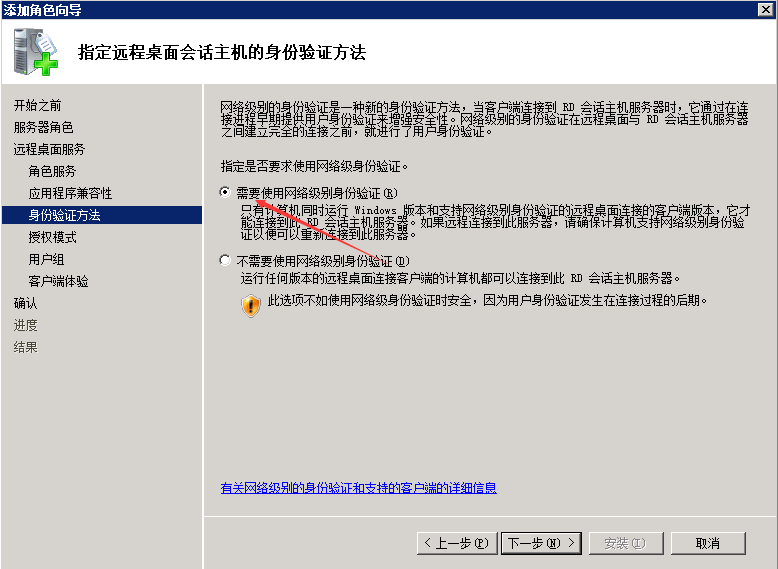 添加角色向导
指定远程桌面会话主机的身份验证方法
开始之前
服务器角色
远程桌面服务
角色服务
应用程序兼容性
身份验证方法
授权模式
用户组
客户端体验
确认
进度
结果
网络级别的身份验证是一种新的身份验证方法，当客户端连接到 RD 会话主机服务器时，它通过在连
接进程早期提供用户身份验证来增强安全性。网络级别的身份验证在远程桌面与 RD 会话主机服务器
之间建立完全的连接之前，就进行了用户身份验证。
指定是否要求使用网络级身份验证。
需要使用网络级别身份验证(R)
只有计算机同时运行 Windows 版本和支持网络级别身份验证的远程桌面连接的客户端版本，它才
能连接到此 RD 会话主机服务器。如果远程连接到此服务器，请确保计算机支持网络级别身份验
证以便可以重新连接到此服务器。
不需要使用网络级别身份验证(D)
运行任何版本的远程桌面连接客户端的计算机都可以连接到此 RD 会话主机服务器。
此选项不如使用网络级身份验证时安全，因为用户身份验证发生在连接过程的后期。
有关网络级别的身份验证和支持的客户端的详细信息
< 上一步(P)
下一步(N) >
安装(I)
取消